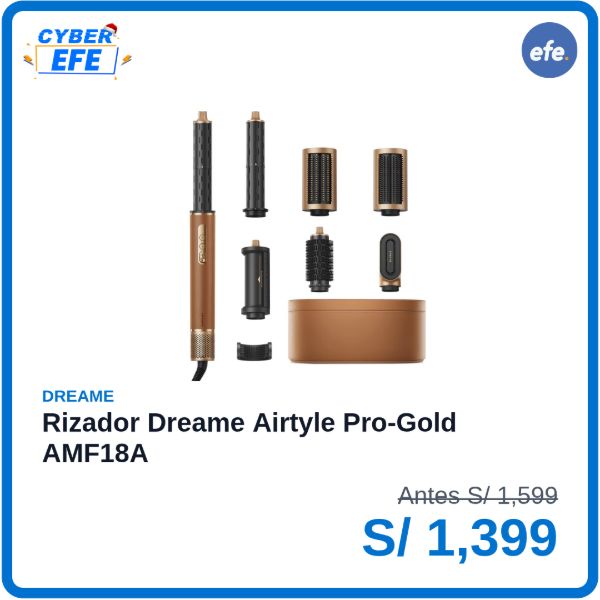 CYBER
EFE
efe.
DREAME
Rizador Dreame Airtyle Pro-Gold
AMF18A
Antes S/ 1,599
S/ 1,399